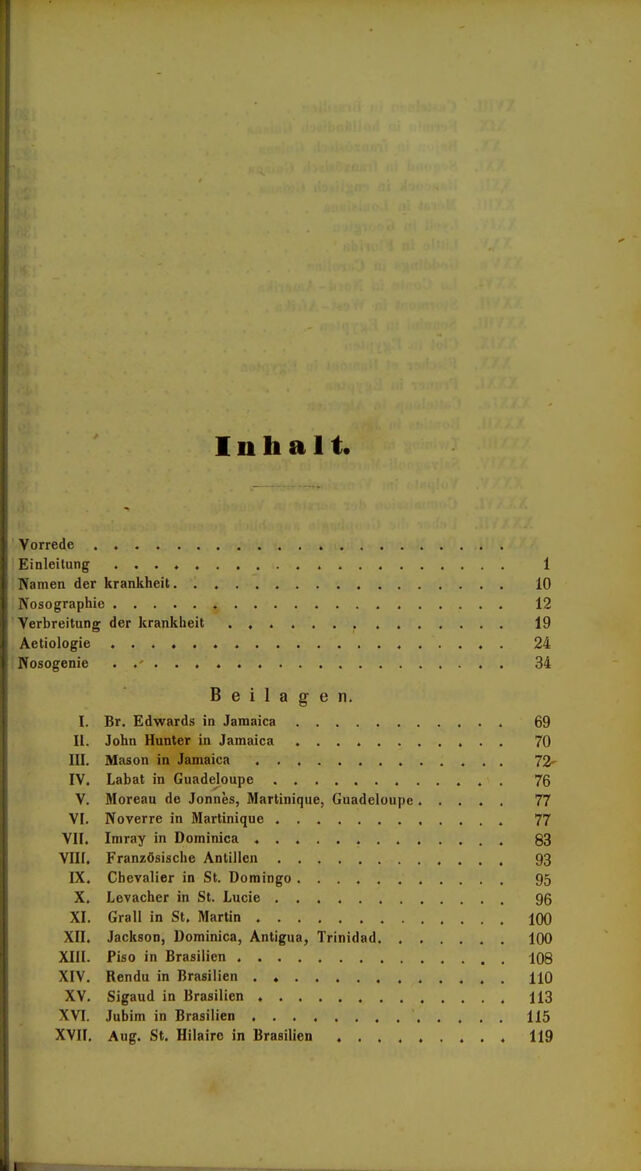 Inhalt.
Vorrede . . . . . . . . . . . . . . . . . . . . .
Einleitung . . . . . . . . . . . . . . . . . . . . 1
Namen der krankheit. . . . . . . . . . . . . . . . . 10
Nosographie . . . . . . . . . . . . . . . . . . . . 12
Verbreitung der krankheit . . . . . . . . . . . . . . 19
Aetiologie . . . . . . . . . . . . . . . . . . . . 24
Nosogenie . . . . . . . . . . . . . . . . . . . . 34
Beilagen.
I. Br. Edwards in Jamaica . . . . . . . . . . . 69
II. John Hunter in Jamaica . . . . . . . . . . . 70
III. Mason in Jamaica . . . . . . . . . . . . . 72
IV. Labat in Guadeloupe . . . . . . . . . . . . 76
V. Moreau de Jonnès, Martinique, Guadeloupe . . . . . 77
VI. Noverre in Martinique . . . . . . . . . . . . 77
VII. Imray in Dominica . . . . . . . . . . . . . 83
VIII. Französische Antillen . . . . . . . . . . . . 93
IX. Chevalier in St. Domingo . . . . . . . . . . . 95
X. Levacher in St. Lucie . . . . . . . . . . . . 96
XI. Grall in St. Martin . . . . . . . . . . . . . 100
XII. Jackson, Dominica, Antigua, Trinidad. . . . . . . 100
XIII. Piso in Brasilien . . . . . . . . . . . . . . 108
XIV. Rendu in Brasilien . . . . . . . . . . . . . 110
XV. Sigaud in Brasilien . . . . . . . . . . . . . 113
XVI. Jubim in Brasilien . . . . . . . . . . . . . 115
XVII. Aug. St. Hilaire in Brasilien . . . . . . . . . 119